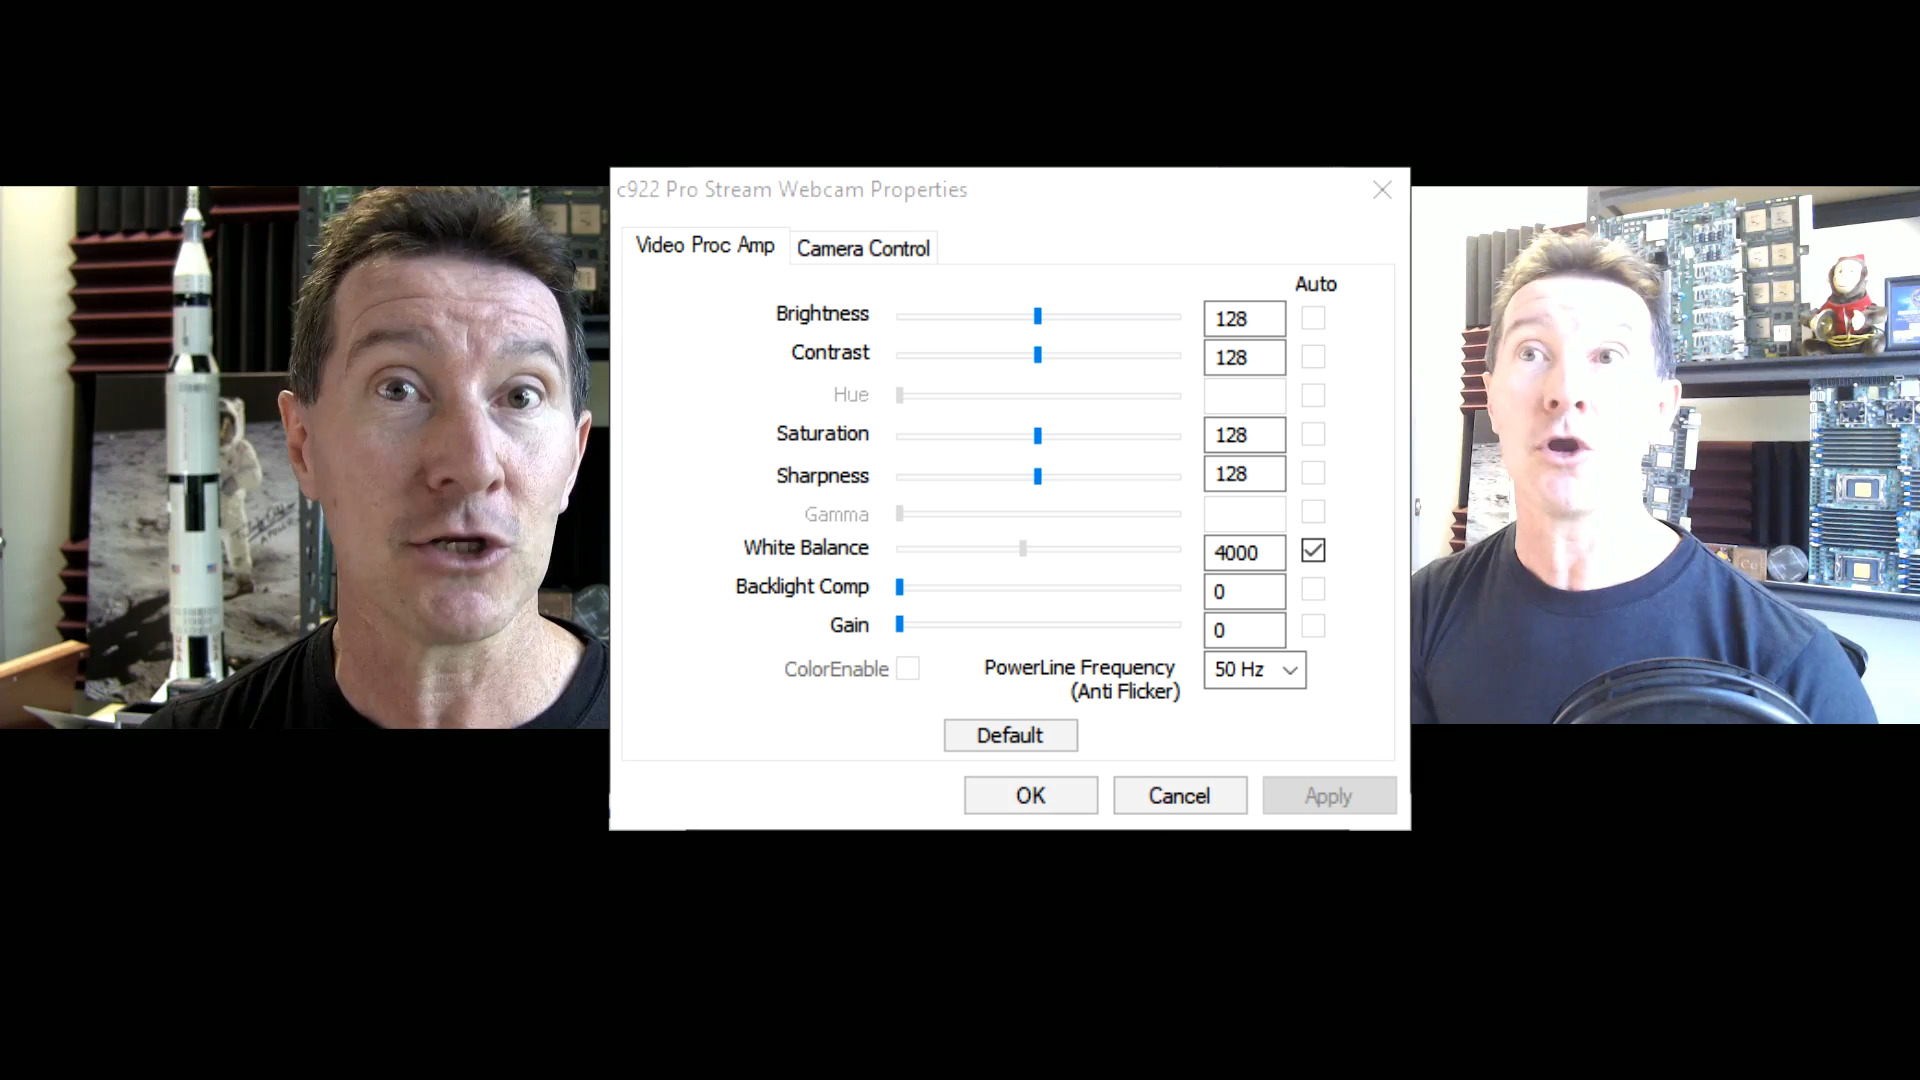 c922 Pro Stream Webcam Properties
Video Proc Amp
Camera Control
Auto
Brightness 128
Contrast 128
Hue
Saturation 128
Sharpness 128
Gamma
White Balance 4000
Backlight Comp 0
Gain 0
ColorEnable PowerLine Frequency 50 Hz
(Anti Flicker)
Default
OK Cancel Apply